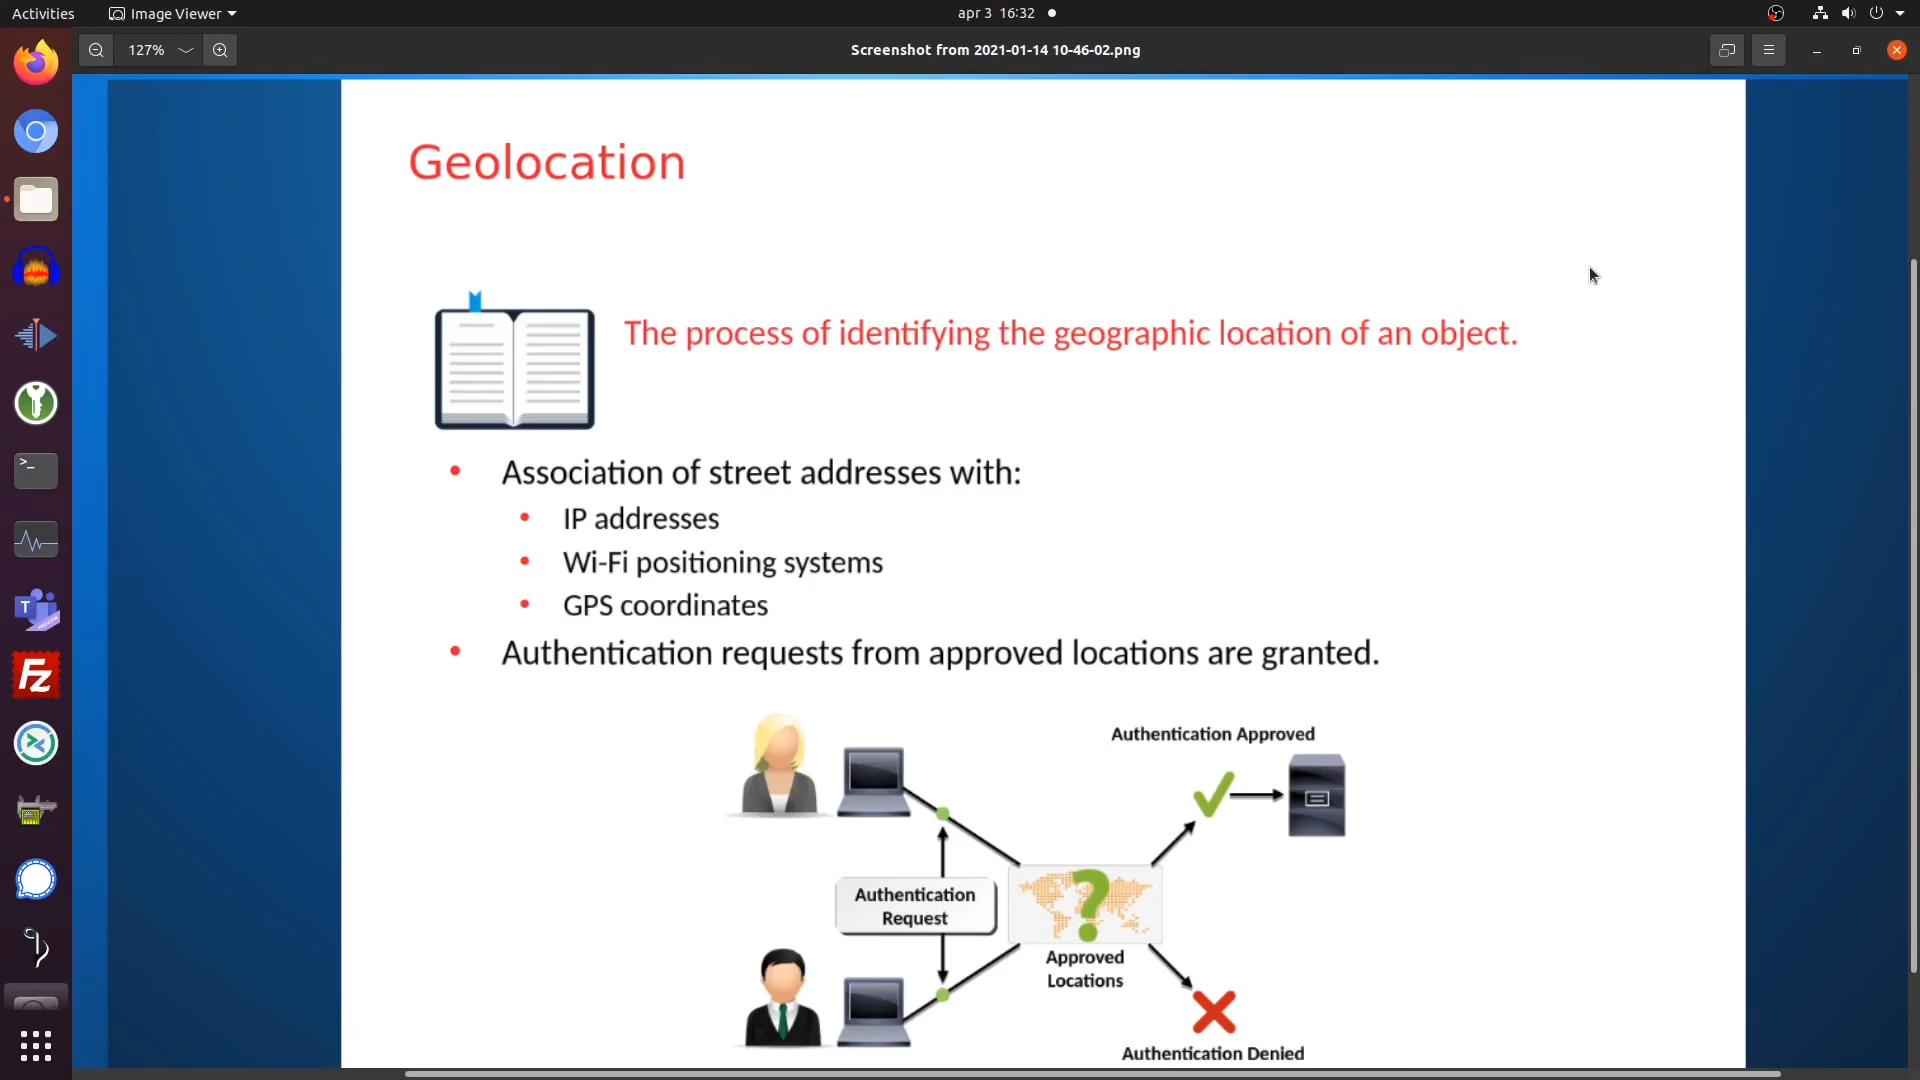 Activities Image Viewer apr 3 16:32
127% Screenshot from 2021-01-14 10-46-02.png
Geolocation
The process of identifying the geographic location of an object.
• Association of street addresses with:
• IP addresses
• Wi-Fi positioning systems
• GPS coordinates
• Authentication requests from approved locations are granted.
Authentication Approved
Authentication
Request
Approved
Locations
Authentication Denied
>_
T
PREVIEW
FZ